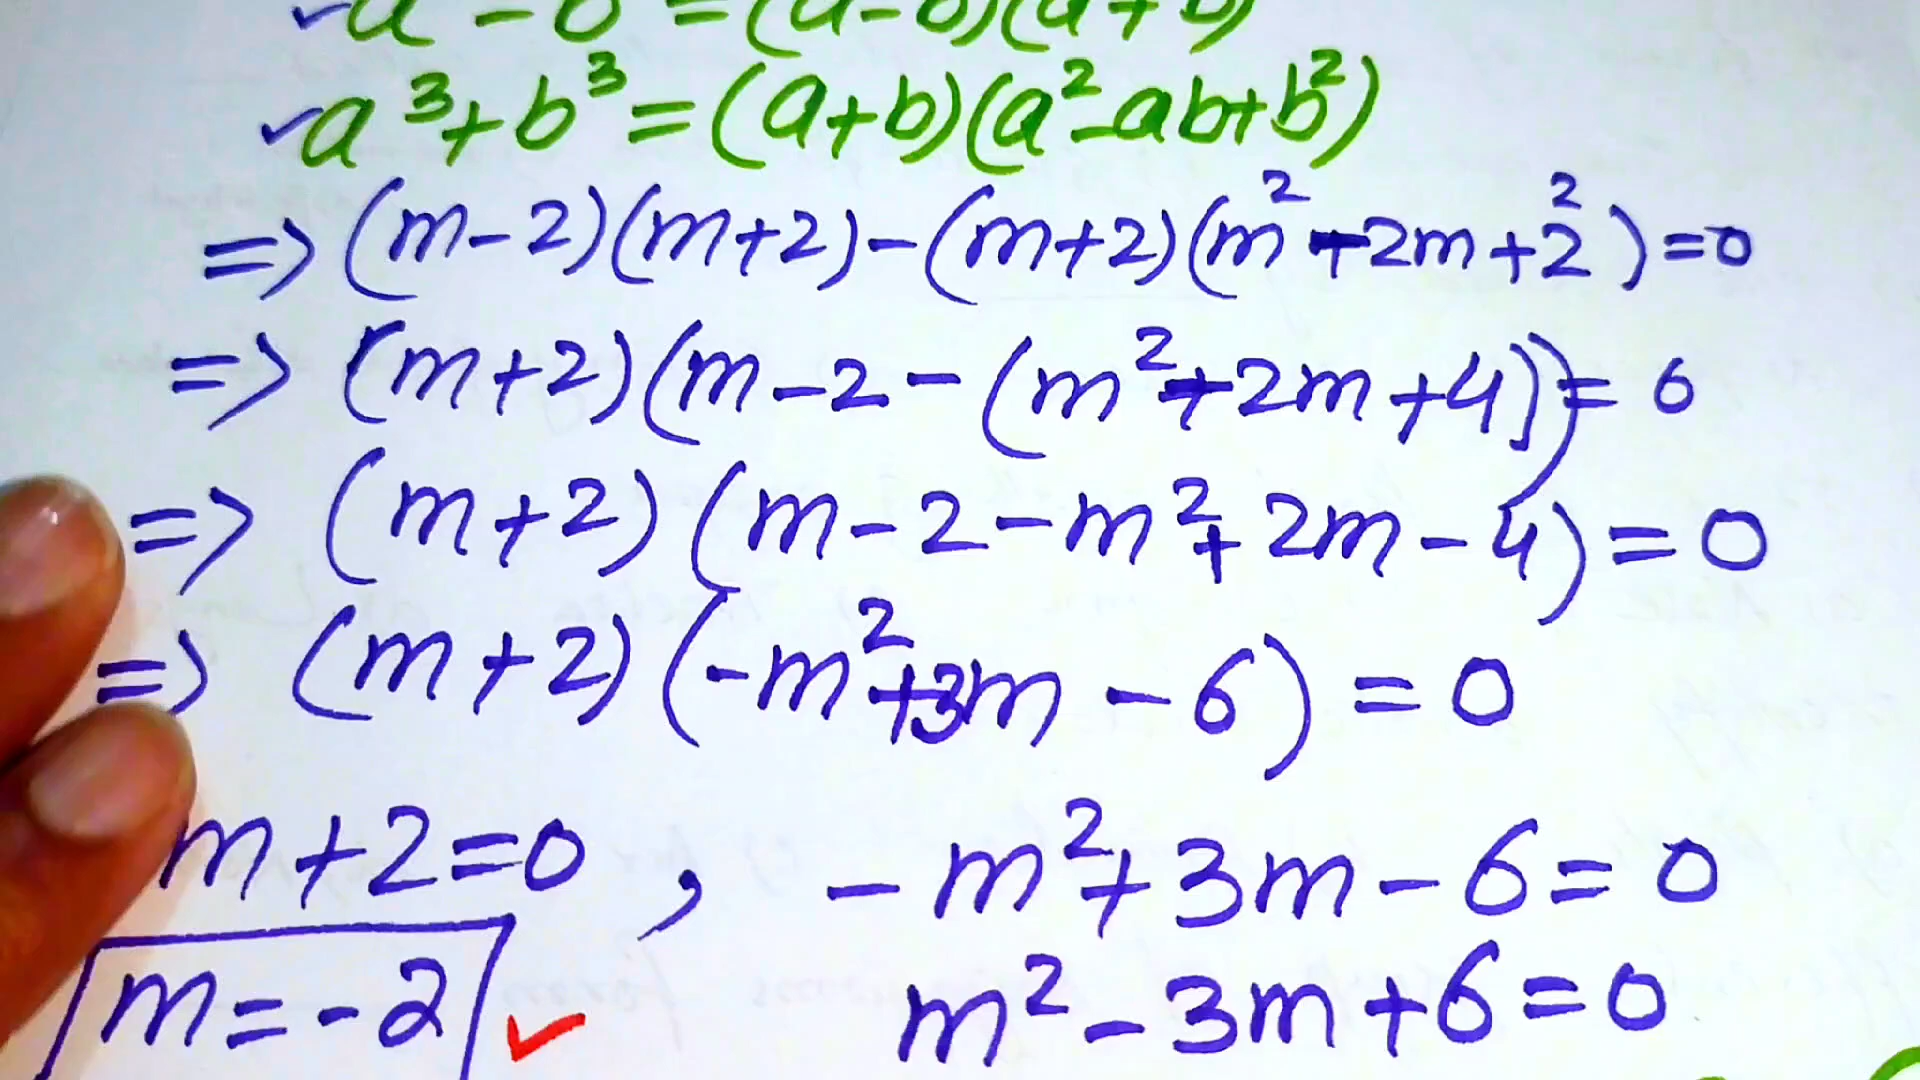 ✓a² - b² = (a-b)(a+b)
✓a³+b³=(a+b)(a²-ab+b²)
=> (m-2)(m+2)-(m+2)(m²-2m+2²)=0
=> (m+2)(m-2-(m²-2m+4))=0
=> (m+2)(m-2-m²+2m-4)=0
=> (m+2)(-m²+3m-6)=0
m+2=0 , -m²+3m-6=0
m=-2 ✓ m²-3m+6=0